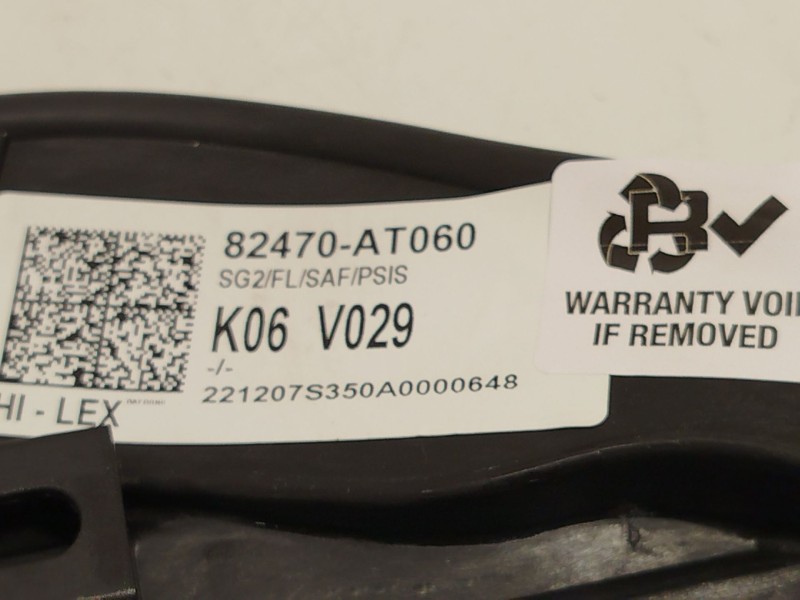 82470-AT060
SG2/FL/SAF/PSIS
K06 V029
-/-
221207S350A0000648
HI - LEX
R
WARRANTY VOI
IF REMOVED